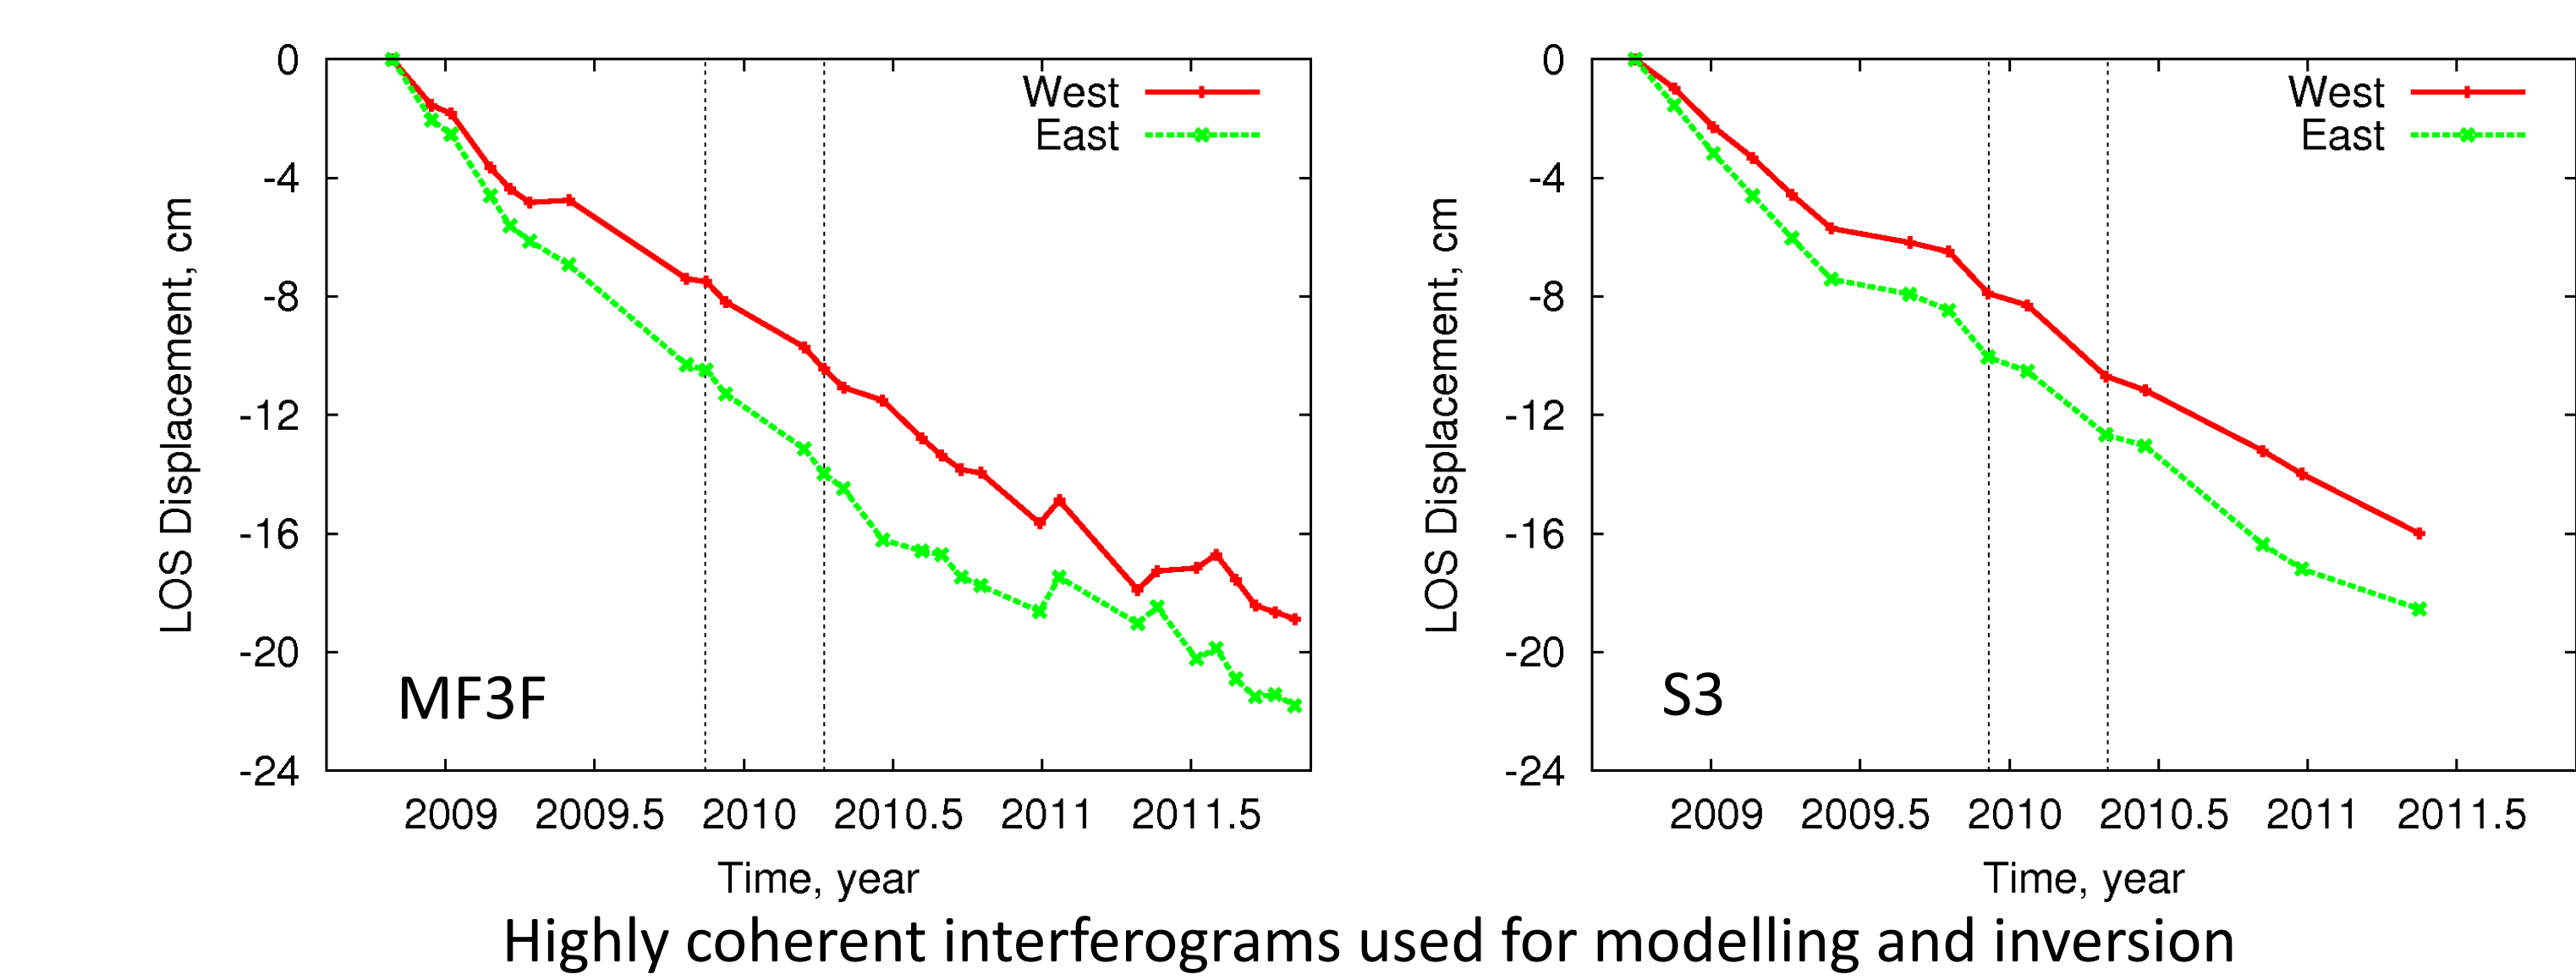 0
-4
-8
-12
-16
-20
-24
LOS Displacement, cm
West
East
MF3F
2009 2009.5 2010 2010.5 2011 2011.5
Time, year
0
-4
-8
-12
-16
-20
-24
LOS Displacement, cm
West
East
S3
2009 2009.5 2010 2010.5 2011 2011.5
Time, year
Highly coherent interferograms used for modelling and inversion